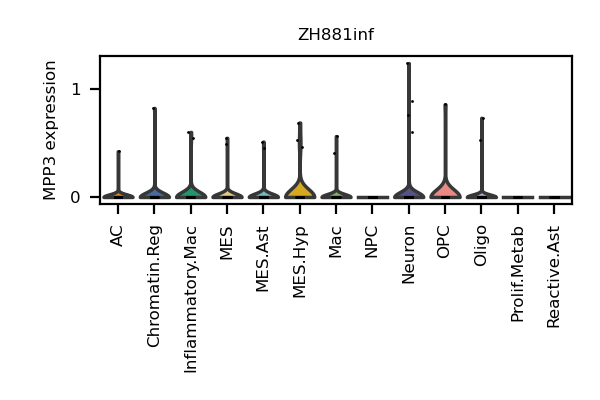 ZH881inf
MPP3 expression
1
0
AC
Chromatin.Reg
Inflammatory.Mac
MES
MES.Ast
MES.Hyp
Mac
NPC
Neuron
OPC
Oligo
Prolif.Metab
Reactive.Ast